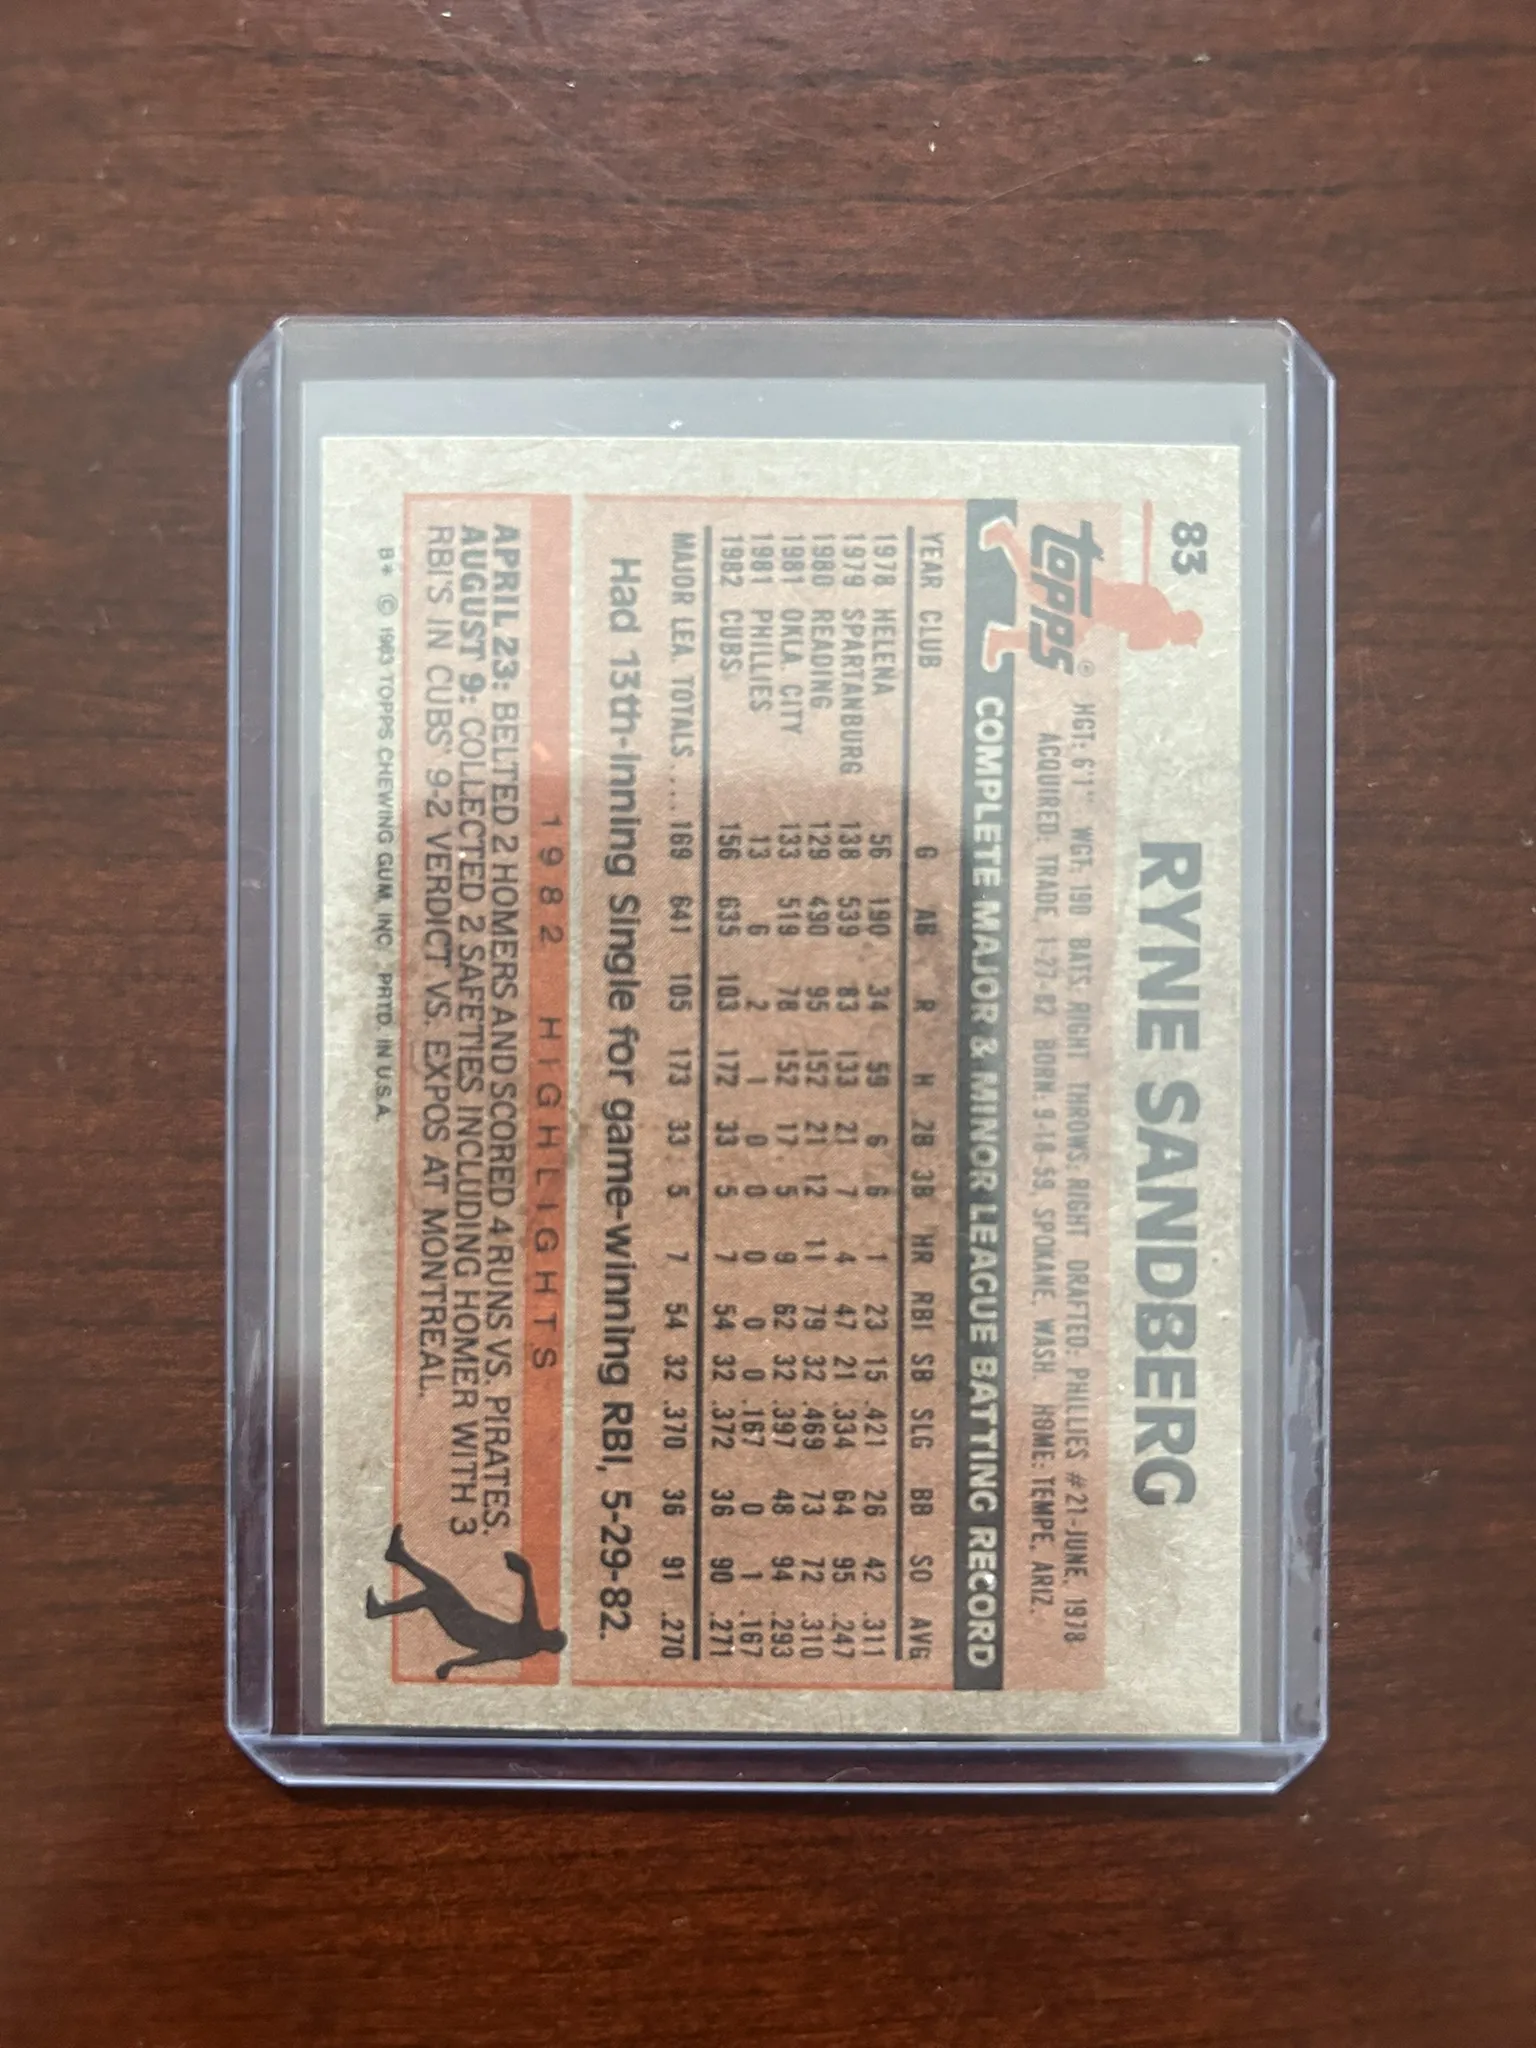 83
RYNE SANDBERG
Topps ©
HGT: 6'1" WGT: 190 BATS: RIGHT THROWS: RIGHT DRAFTED: PHILLIES #21-JUNE, 1978
ACQUIRED: TRADE, 1-27-82 BORN: 9-18-59, SPOKANE, WASH. HOME: TEMPE, ARIZ.
COMPLETE MAJOR & MINOR LEAGUE BATTING RECORD
YEAR CLUB G AB R H 2B 3B HR RBI SB SLG BB SO AVG
1978 HELENA 56 190 34 59 6 6 1 23 15 .421 26 42 .311
1979 SPARTANBURG 138 539 83 133 21 7 4 47 21 .334 64 95 .247
1980 READING 129 490 95 152 21 12 11 79 32 .469 73 72 .310
1981 OKLA. CITY 133 519 78 152 17 5 9 62 32 .397 48 94 .293
1981 PHILLIES 13 6 2 1 0 0 0 0 0 .167 0 1 .167
1982 CUBS 156 635 103 172 33 5 7 54 32 .372 36 90 .271
MAJOR LEA. TOTALS .... 169 641 105 173 33 5 7 54 32 .370 36 91 .270
Had 13th-inning Single for game-winning RBI, 5-29-82.
1982 HIGHLIGHTS
APRIL 23: BELTED 2 HOMERS AND SCORED 4 RUNS VS. PIRATES.
AUGUST 9: COLLECTED 2 SAFETIES INCLUDING HOMER WITH 3
RBI'S IN CUBS' 9-2 VERDICT VS. EXPOS AT MONTREAL.
B* © 1983 TOPPS CHEWING GUM, INC. PRTD. IN U.S.A.